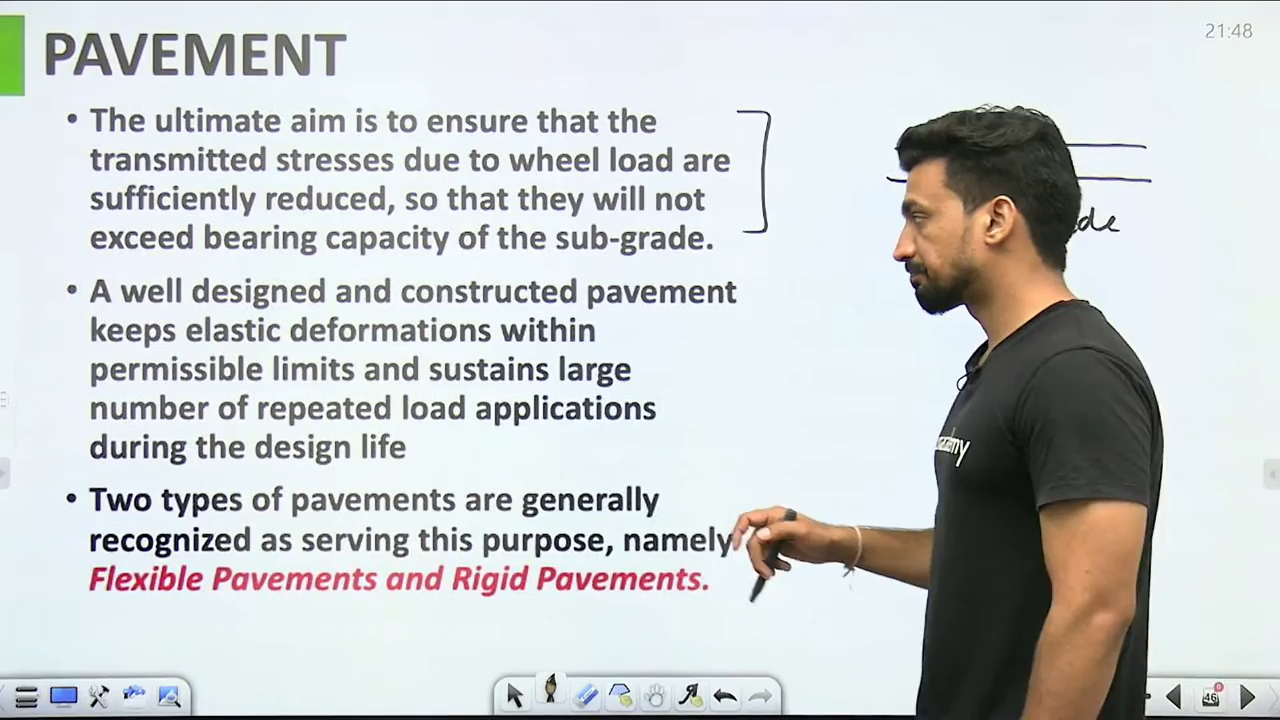 21:48
PAVEMENT
• The ultimate aim is to ensure that the
transmitted stresses due to wheel load are
sufficiently reduced, so that they will not
exceed bearing capacity of the sub-grade.
• A well designed and constructed pavement
keeps elastic deformations within
permissible limits and sustains large
number of repeated load applications
during the design life
• Two types of pavements are generally
recognized as serving this purpose, namely
Flexible Pavements and Rigid Pavements.
46